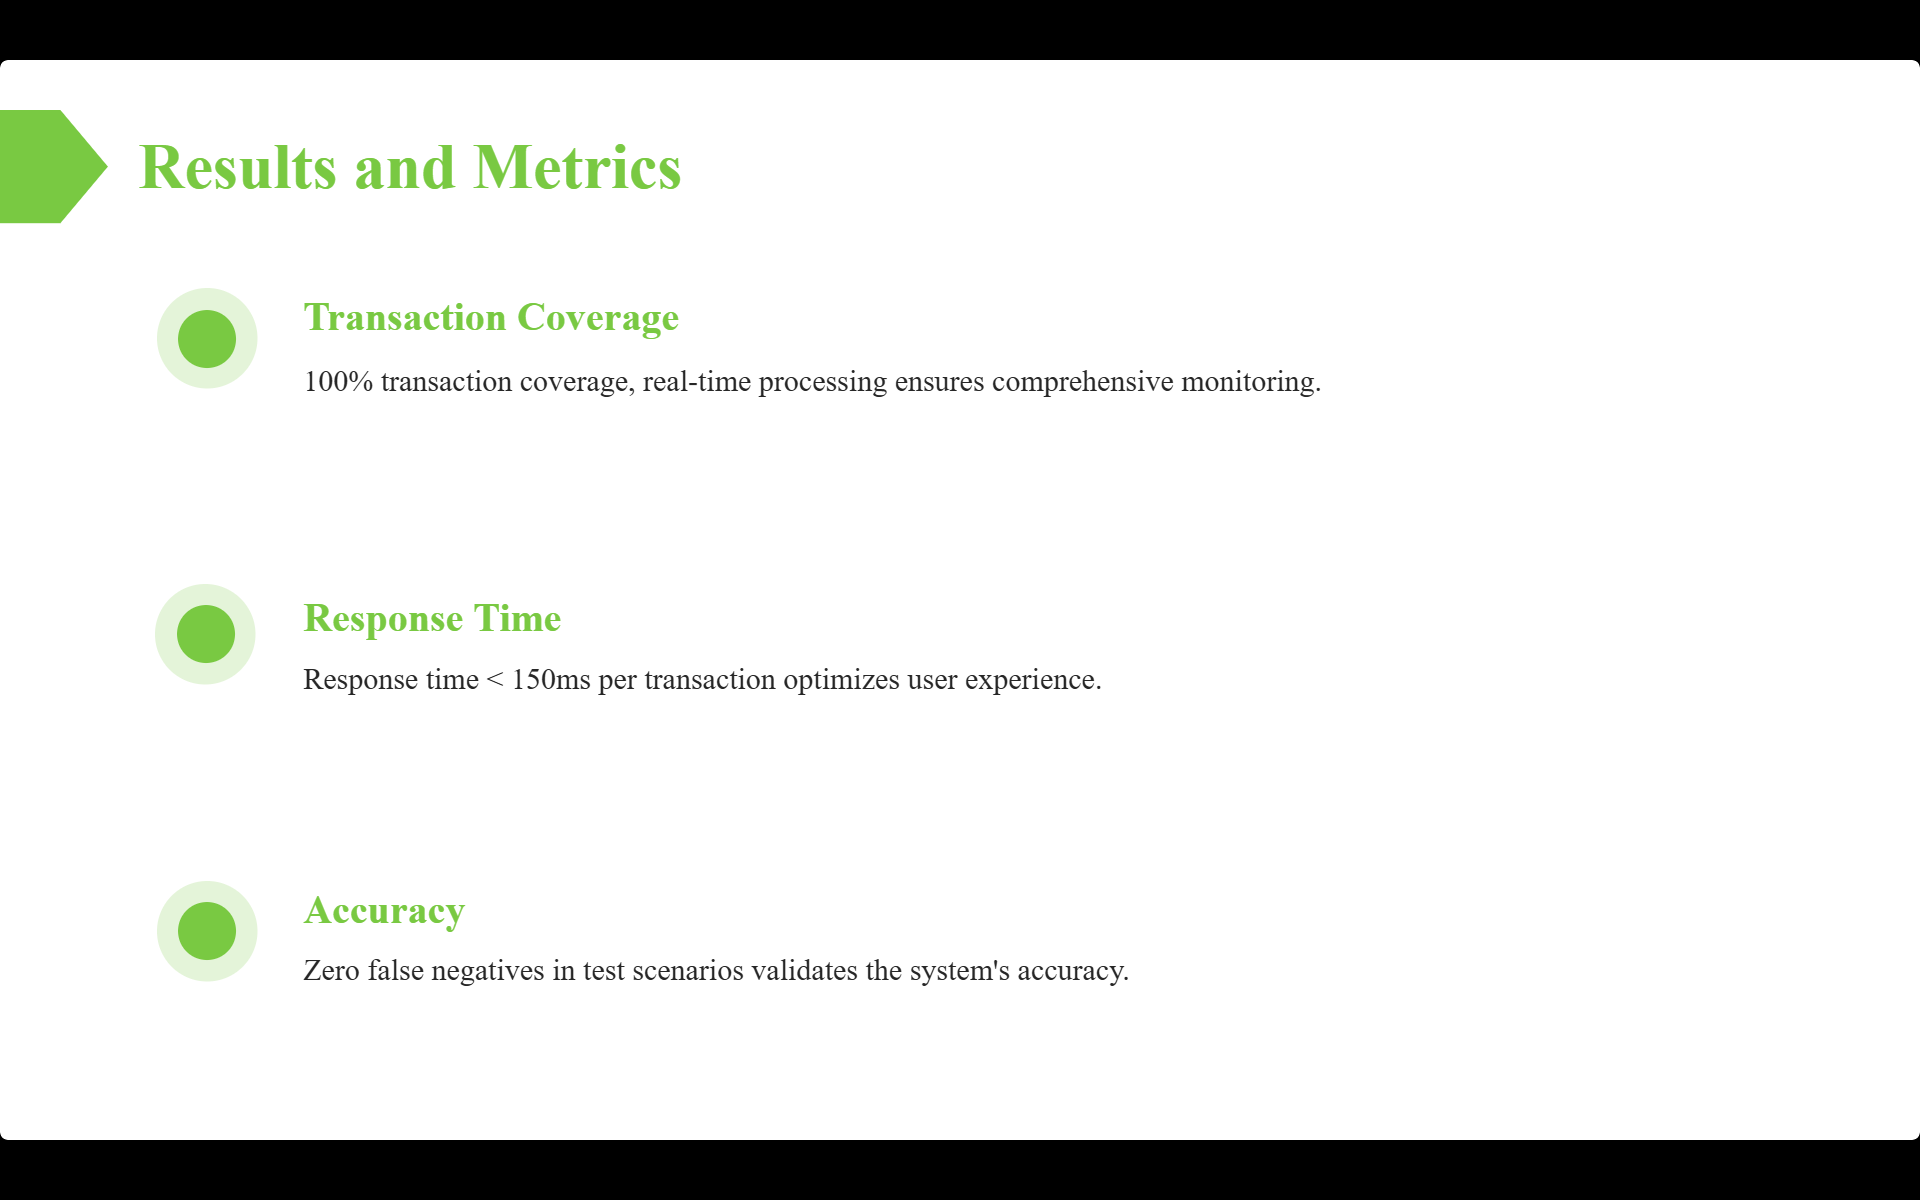 Results and Metrics
Transaction Coverage
100% transaction coverage, real-time processing ensures comprehensive monitoring.
Response Time
Response time < 150ms per transaction optimizes user experience.
Accuracy
Zero false negatives in test scenarios validates the system's accuracy.